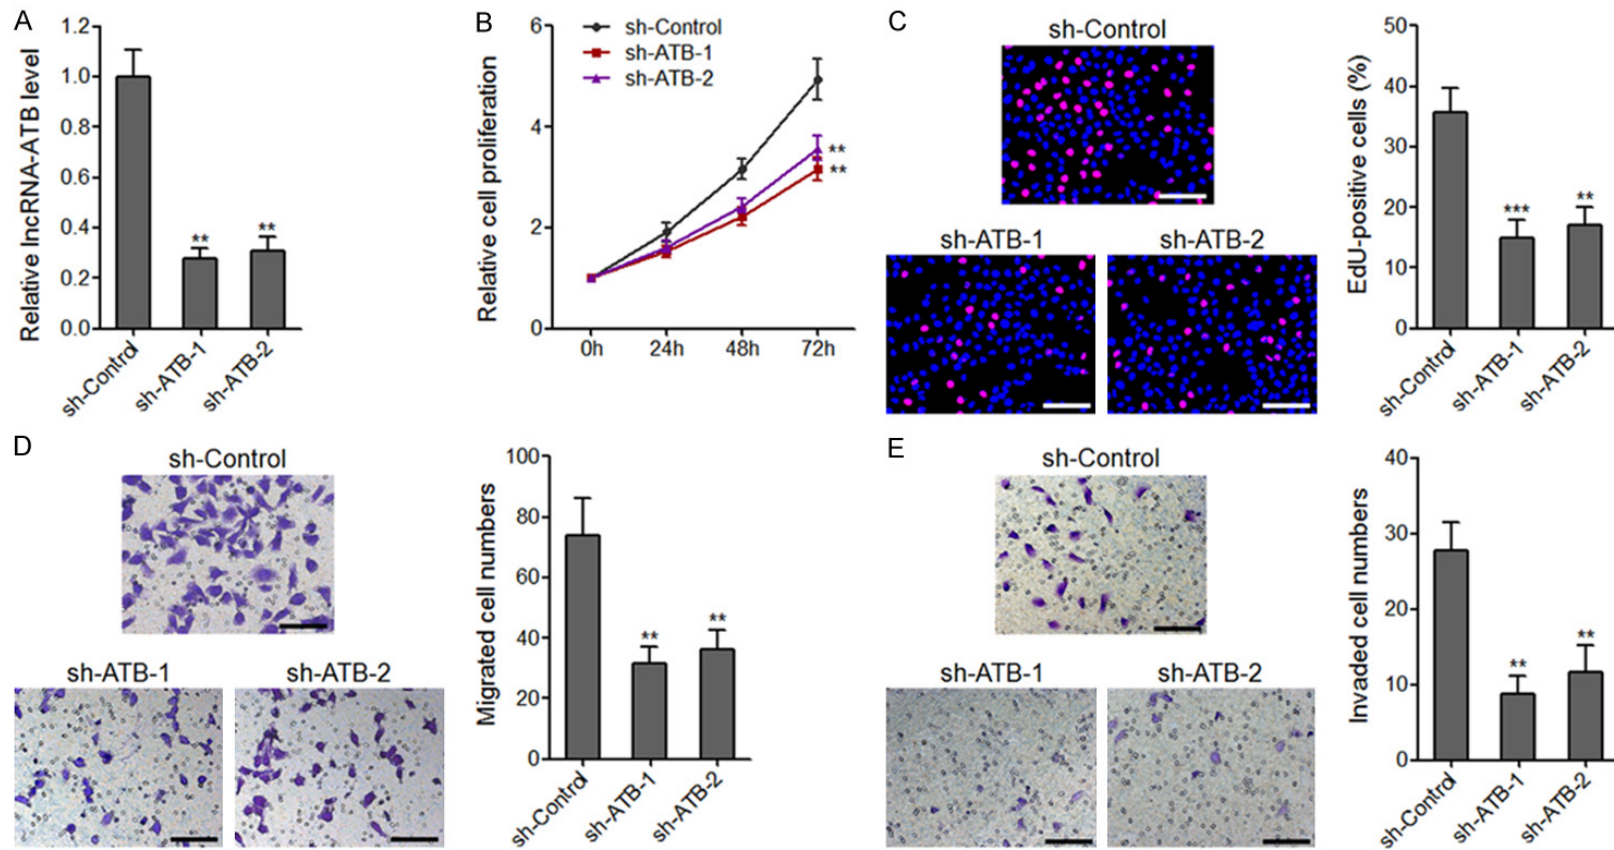 A
Relative lncRNA-ATB level
1.2
1.0
0.8
0.6
0.4
0.2
0.0
**
**
sh-Control
sh-ATB-1
sh-ATB-2
B
Relative cell proliferation
6
4
2
0
sh-Control
sh-ATB-1
sh-ATB-2
**
**
0h
24h
48h
72h
C
sh-Control
sh-ATB-1
sh-ATB-2
EdU-positive cells (%)
50
40
30
20
10
0
***
**
sh-Control
sh-ATB-1
sh-ATB-2
D
sh-Control
sh-ATB-1
sh-ATB-2
Migrated cell numbers
100
80
60
40
20
0
**
**
sh-Control
sh-ATB-1
sh-ATB-2
E
sh-Control
sh-ATB-1
sh-ATB-2
Invaded cell numbers
40
30
20
10
0
**
**
sh-Control
sh-ATB-1
sh-ATB-2